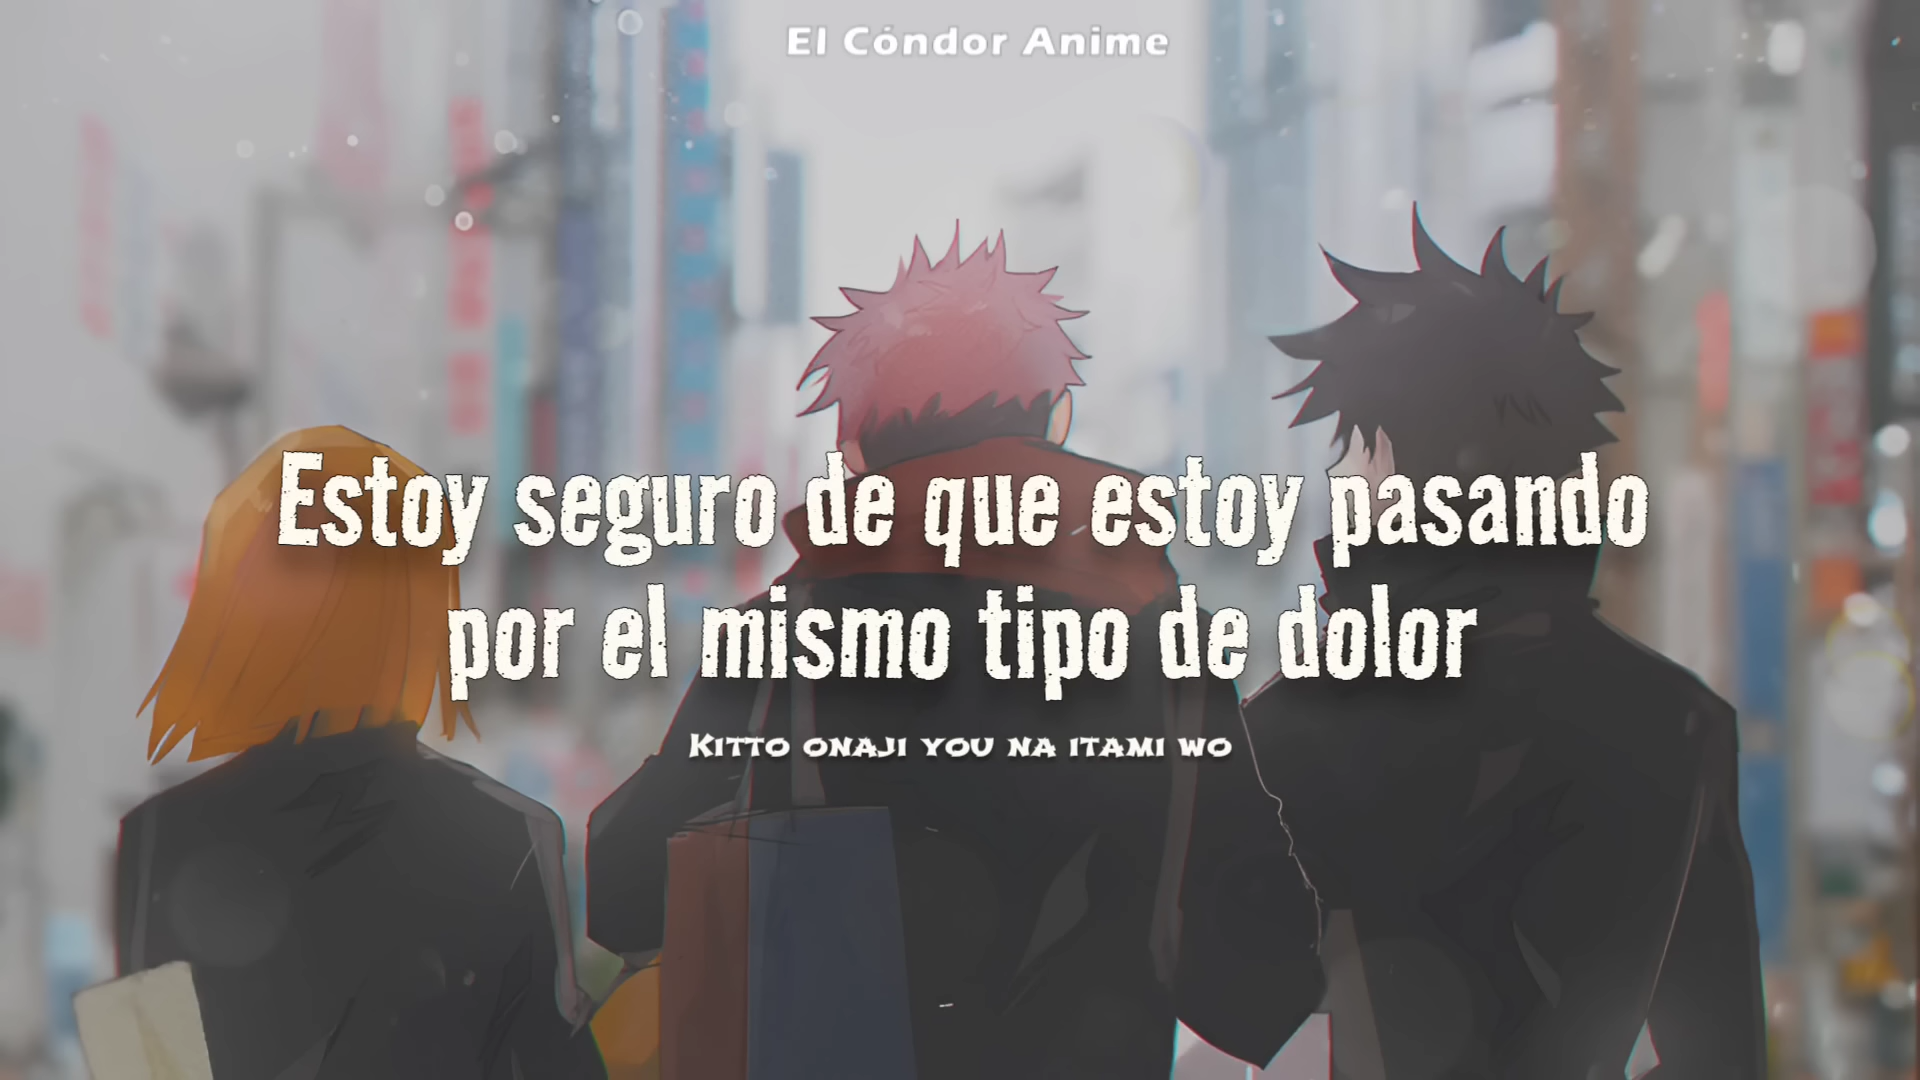 El Cóndor Anime
Estoy seguro de que estoy pasando
por el mismo tipo de dolor
Kitto onaji you na itami wo